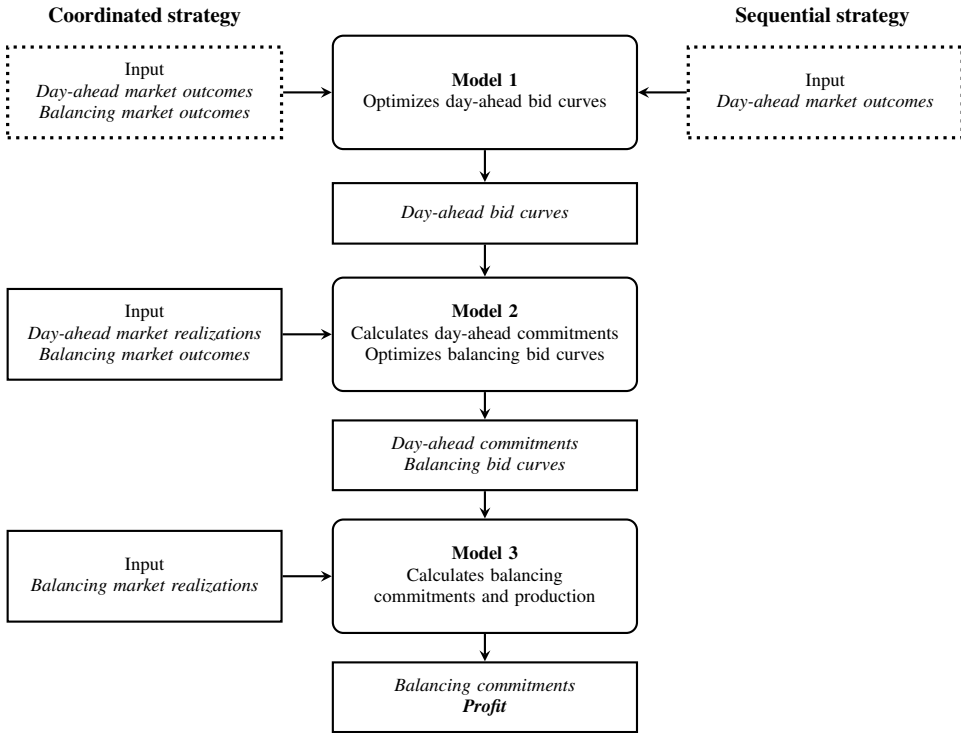 Coordinated strategy
Sequential strategy
Input
Day-ahead market outcomes
Balancing market outcomes
Model 1
Optimizes day-ahead bid curves
Input
Day-ahead market outcomes
Day-ahead bid curves
Input
Day-ahead market realizations
Balancing market outcomes
Model 2
Calculates day-ahead commitments
Optimizes balancing bid curves
Day-ahead commitments
Balancing bid curves
Input
Balancing market realizations
Model 3
Calculates balancing
commitments and production
Balancing commitments
Profit